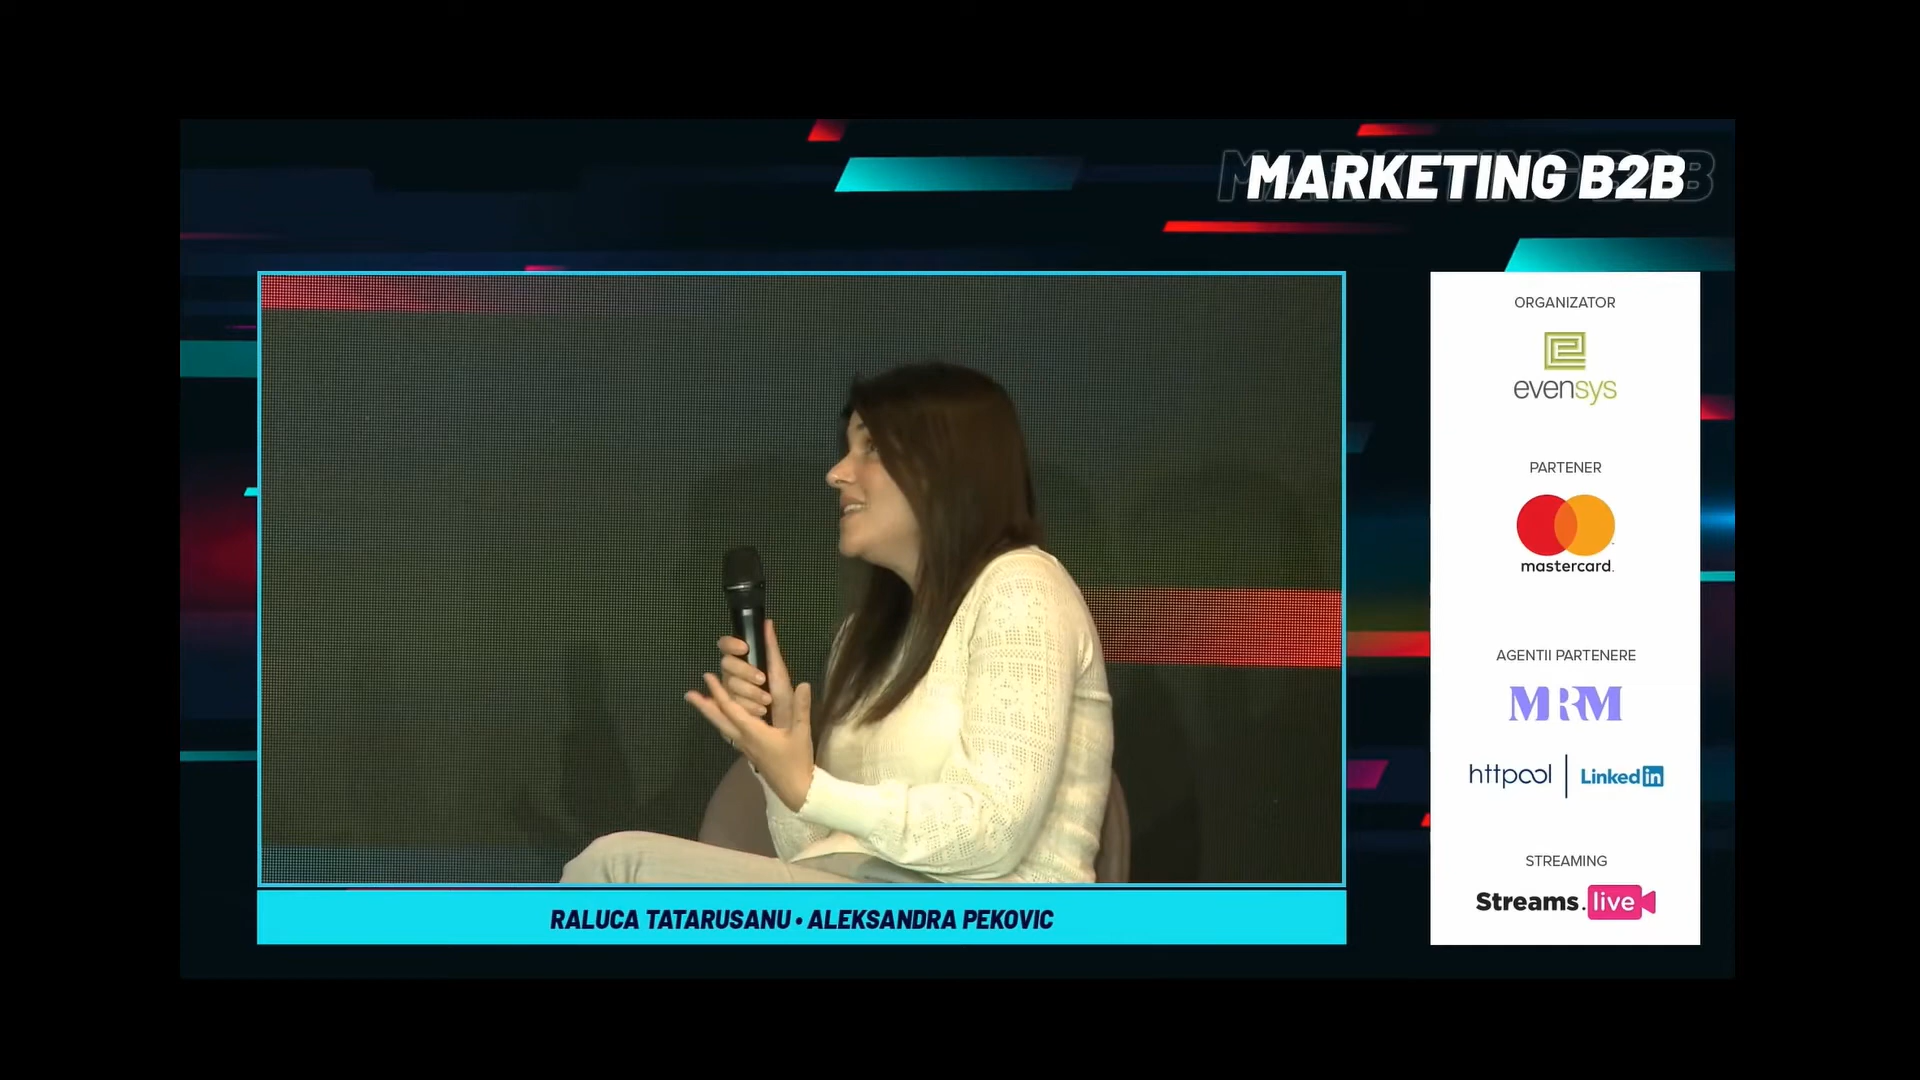 MARKETING B2B
ORGANIZATOR
evensys
PARTENER
mastercard.
AGENTII PARTENERE
MRM
httpool | Linked in
STREAMING
Streams.live
RALUCA TATARUSANU • ALEKSANDRA PEKOVIC